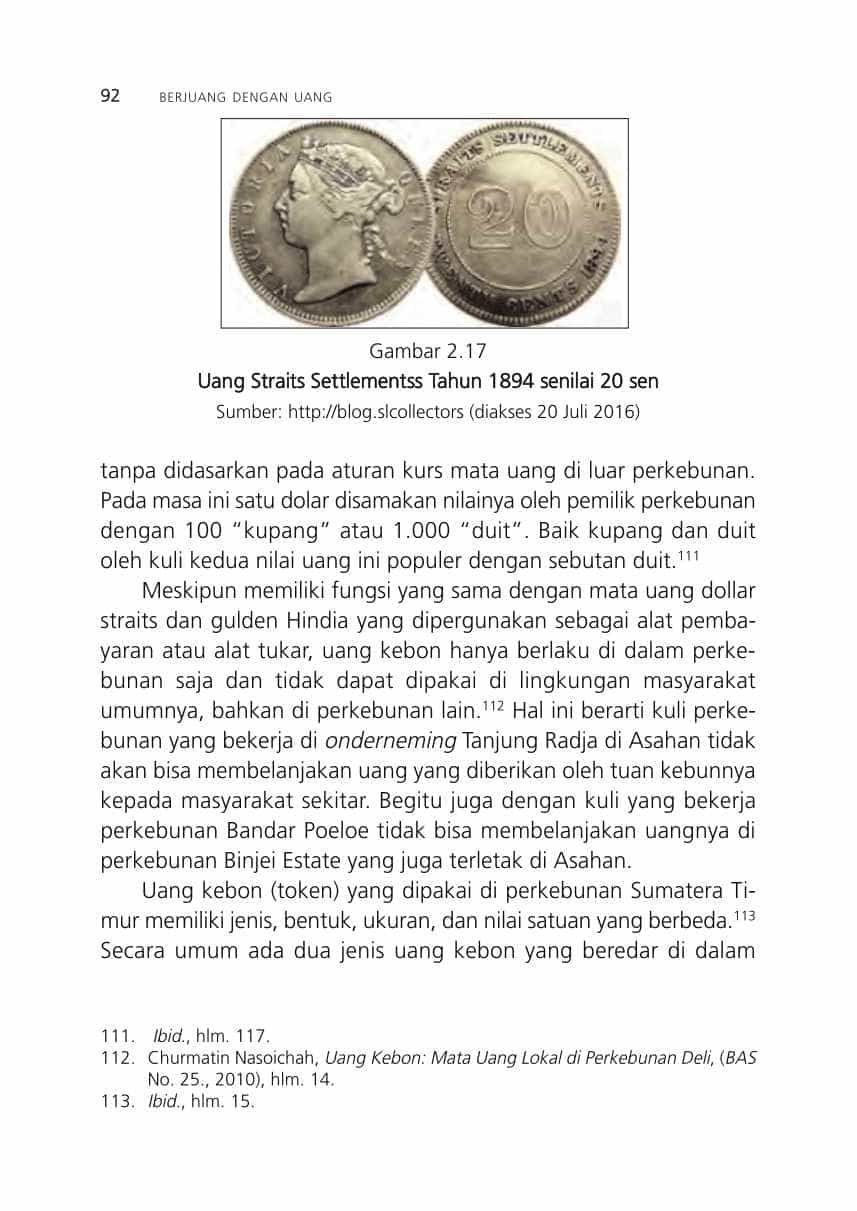 92 BERJUANG DENGAN UANG
VICTORIA QUEEN
STRAITS SETTLEMENTS
20
TWENTY CENTS 1894
Gambar 2.17
Uang Straits Settlementss Tahun 1894 senilai 20 sen
Sumber: http://blog.slcollectors (diakses 20 Juli 2016)
tanpa didasarkan pada aturan kurs mata uang di luar perkebunan.
Pada masa ini satu dolar disamakan nilainya oleh pemilik perkebunan
dengan 100 “kupang” atau 1.000 “duit”. Baik kupang dan duit
oleh kuli kedua nilai uang ini populer dengan sebutan duit.111
Meskipun memiliki fungsi yang sama dengan mata uang dollar
straits dan gulden Hindia yang dipergunakan sebagai alat pemba-
yaran atau alat tukar, uang kebon hanya berlaku di dalam perke-
bunan saja dan tidak dapat dipakai di lingkungan masyarakat
umumnya, bahkan di perkebunan lain.112 Hal ini berarti kuli perke-
bunan yang bekerja di onderneming Tanjung Radja di Asahan tidak
akan bisa membelanjakan uang yang diberikan oleh tuan kebunnya
kepada masyarakat sekitar. Begitu juga dengan kuli yang bekerja
perkebunan Bandar Poeloe tidak bisa membelanjakan uangnya di
perkebunan Binjei Estate yang juga terletak di Asahan.
Uang kebon (token) yang dipakai di perkebunan Sumatera Ti-
mur memiliki jenis, bentuk, ukuran, dan nilai satuan yang berbeda.113
Secara umum ada dua jenis uang kebon yang beredar di dalam
111. Ibid., hlm. 117.
112. Churmatin Nasoichah, Uang Kebon: Mata Uang Lokal di Perkebunan Deli, (BAS
No. 25., 2010), hlm. 14.
113. Ibid., hlm. 15.